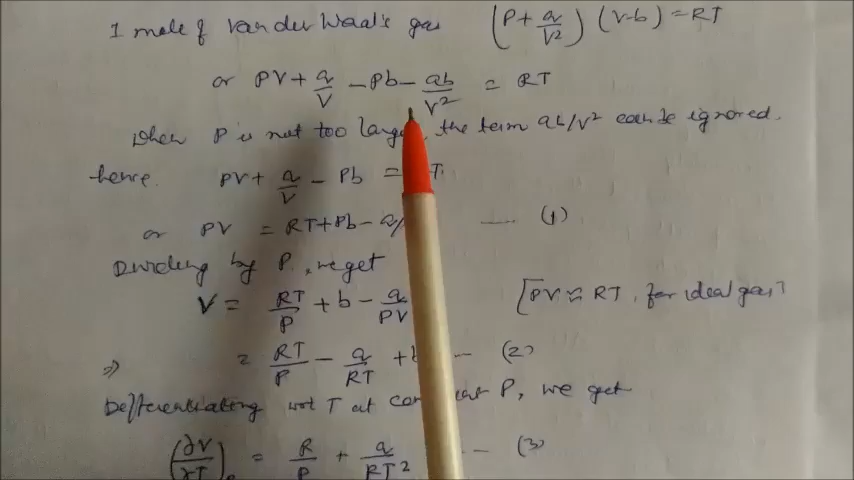 1 mole of Van der Waal's gas (P + a/V²) (V-b) = RT
or PV + a/V - Pb - ab/V² = RT
When P is not too large, the term ab/V² can be ignored.
hence. PV + a/V - Pb = RT.
or PV = RT + Pb - a/ --- (1)
Dividing by P, we get
V = RT/P + b - a/PV [PV ≈ RT, for ideal gas]
⇒ = RT/P - a/RT + -- (2)
Differentiating wrt T at P, we get
(∂V/∂T)P = R/P + a/RT² -- (3)